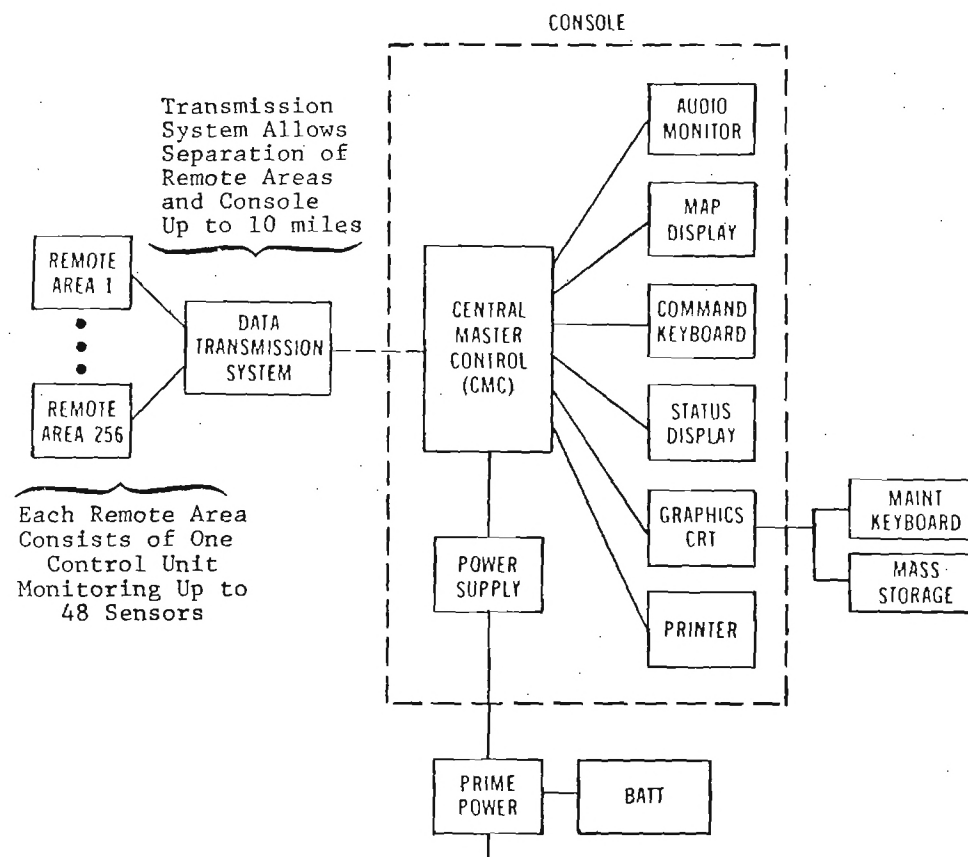 CONSOLE
Transmission
System Allows
Separation of
Remote Areas
and Console
Up to 10 miles
REMOTE
AREA 1
REMOTE
AREA 256
DATA
TRANSMISSION
SYSTEM
Each Remote Area
Consists of One
Control Unit
Monitoring Up to
48 Sensors
CENTRAL
MASTER
CONTROL
(CMC)
POWER
SUPPLY
AUDIO
MONITOR
MAP
DISPLAY
COMMAND
KEYBOARD
STATUS
DISPLAY
GRAPHICS
CRT
PRINTER
MAINT
KEYBOARD
MASS
STORAGE
PRIME
POWER
BATT